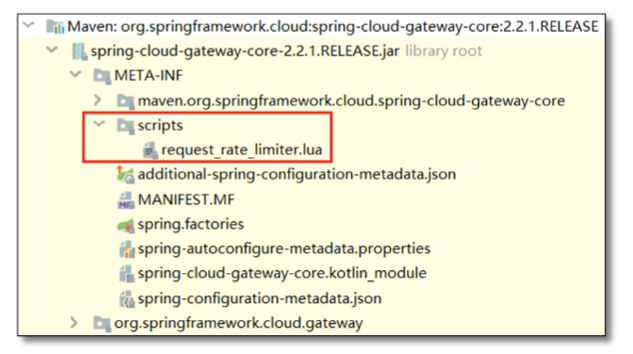 Maven: org.springframework.cloud:spring-cloud-gateway-core:2.2.1.RELEASE
spring-cloud-gateway-core-2.2.1.RELEASE.jar library root
META-INF
maven.org.springframework.cloud.spring-cloud-gateway-core
scripts
request_rate_limiter.lua
additional-spring-configuration-metadata.json
MANIFEST.MF
spring.factories
spring-autoconfigure-metadata.properties
spring-cloud-gateway-core.kotlin_module
spring-configuration-metadata.json
org.springframework.cloud.gateway